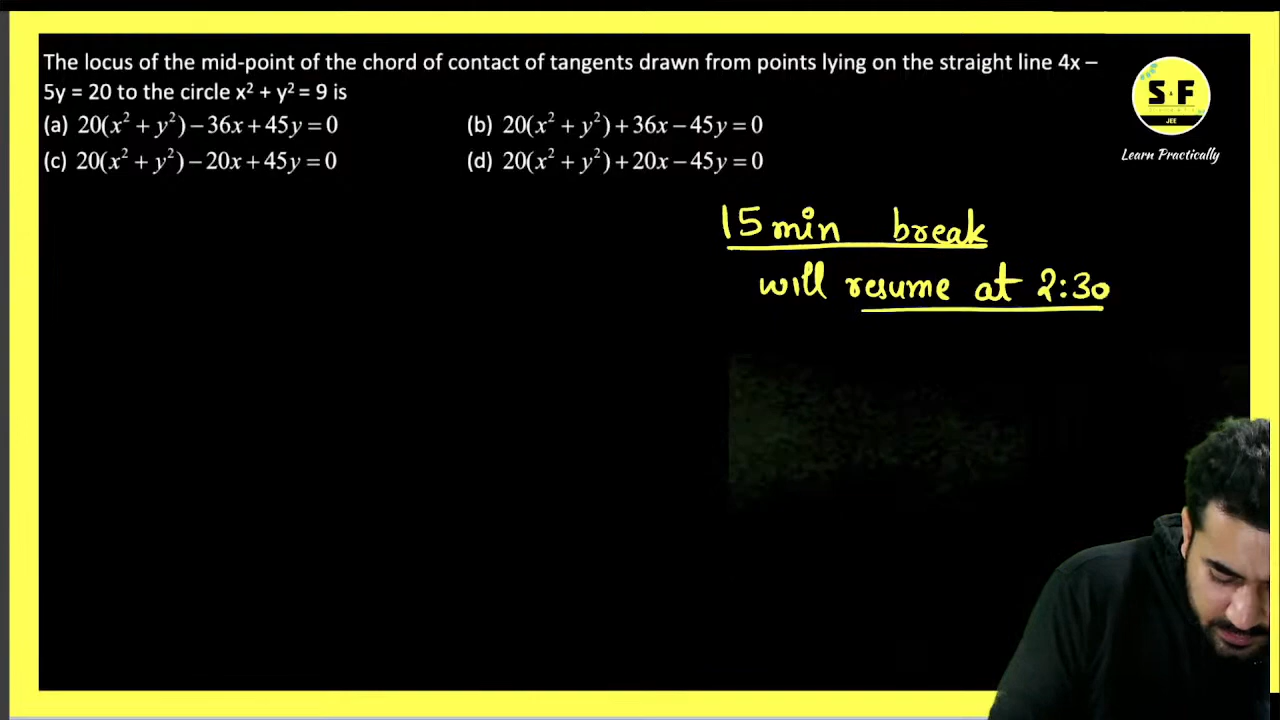 The locus of the mid-point of the chord of contact of tangents drawn from points lying on the straight line 4x –
5y = 20 to the circle x² + y² = 9 is
(a) 20(x² + y²) – 36x + 45y = 0
(b) 20(x² + y²) + 36x – 45y = 0
(c) 20(x² + y²) – 20x + 45y = 0
(d) 20(x² + y²) + 20x – 45y = 0
S & F
JEE
Learn Practically
15 min break
will resume at 2:30